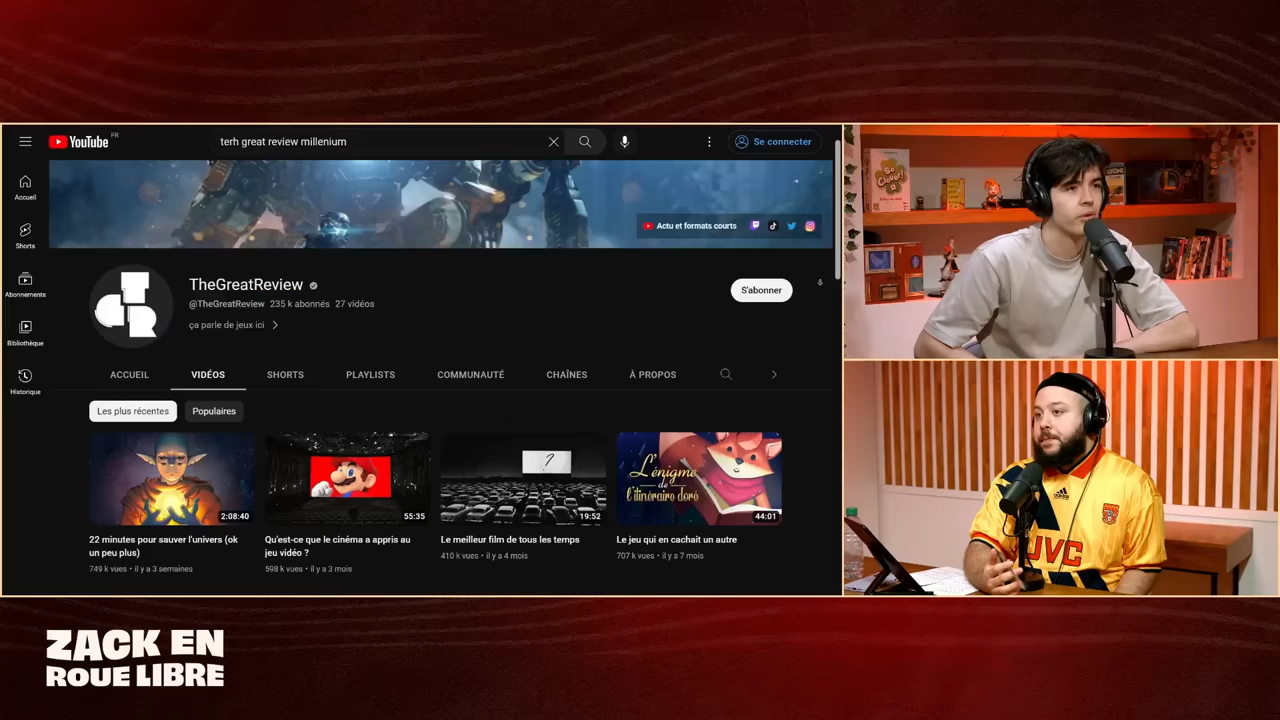 YouTube FR
terh great review millenium
Se connecter
Accueil
Shorts
Abonnements
Bibliothèque
Historique
Actu et formats courts
TheGreatReview
@TheGreatReview 235 k abonnés 27 vidéos
ça parle de jeux ici
S'abonner
ACCUEIL VIDÉOS SHORTS PLAYLISTS COMMUNAUTÉ CHAÎNES À PROPOS
Les plus récentes Populaires
2:08:40
55:35
?
19:52
L'énigme
de
l'itinéraire doré
44:01
22 minutes pour sauver l'univers (ok
un peu plus)
749 k vues • il y a 3 semaines
Qu'est-ce que le cinéma a appris au
jeu vidéo ?
598 k vues • il y a 3 mois
Le meilleur film de tous les temps
410 k vues • il y a 4 mois
Le jeu qui en cachait un autre
707 k vues • il y a 7 mois
So
Clover!
adidas
JVC
ZACK EN
ROUE LIBRE